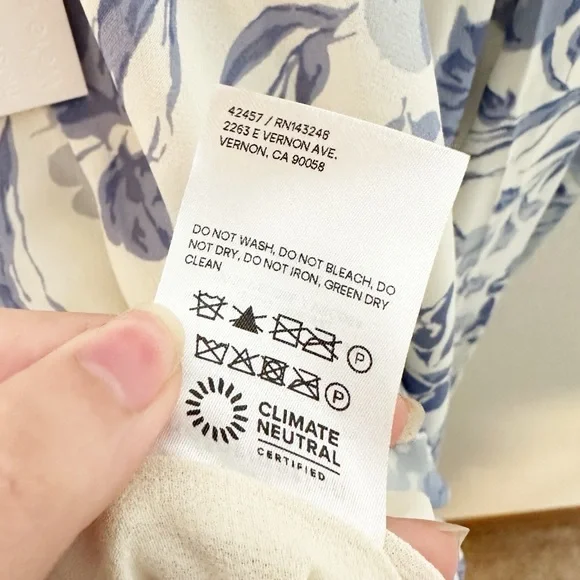 42457 / RN143246
2263 E VERNON AVE.
VERNON, CA 90058
DO NOT WASH, DO NOT BLEACH, DO
NOT DRY, DO NOT IRON, GREEN DRY
CLEAN
P
P
CLIMATE
NEUTRAL
CERTIFIED